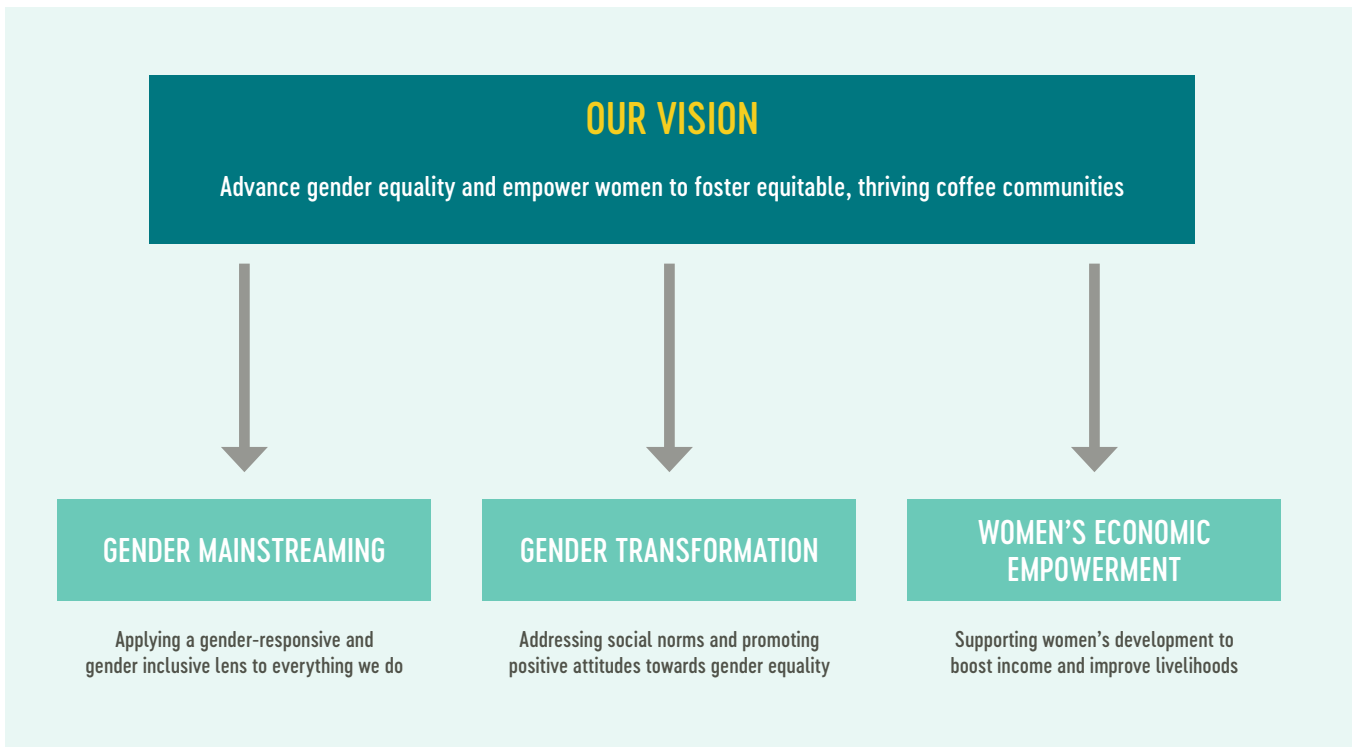 OUR VISION
Advance gender equality and empower women to foster equitable, thriving coffee communities
GENDER MAINSTREAMING
Applying a gender-responsive and
gender inclusive lens to everything we do
GENDER TRANSFORMATION
Addressing social norms and promoting
positive attitudes towards gender equality
WOMEN’S ECONOMIC
EMPOWERMENT
Supporting women’s development to
boost income and improve livelihoods